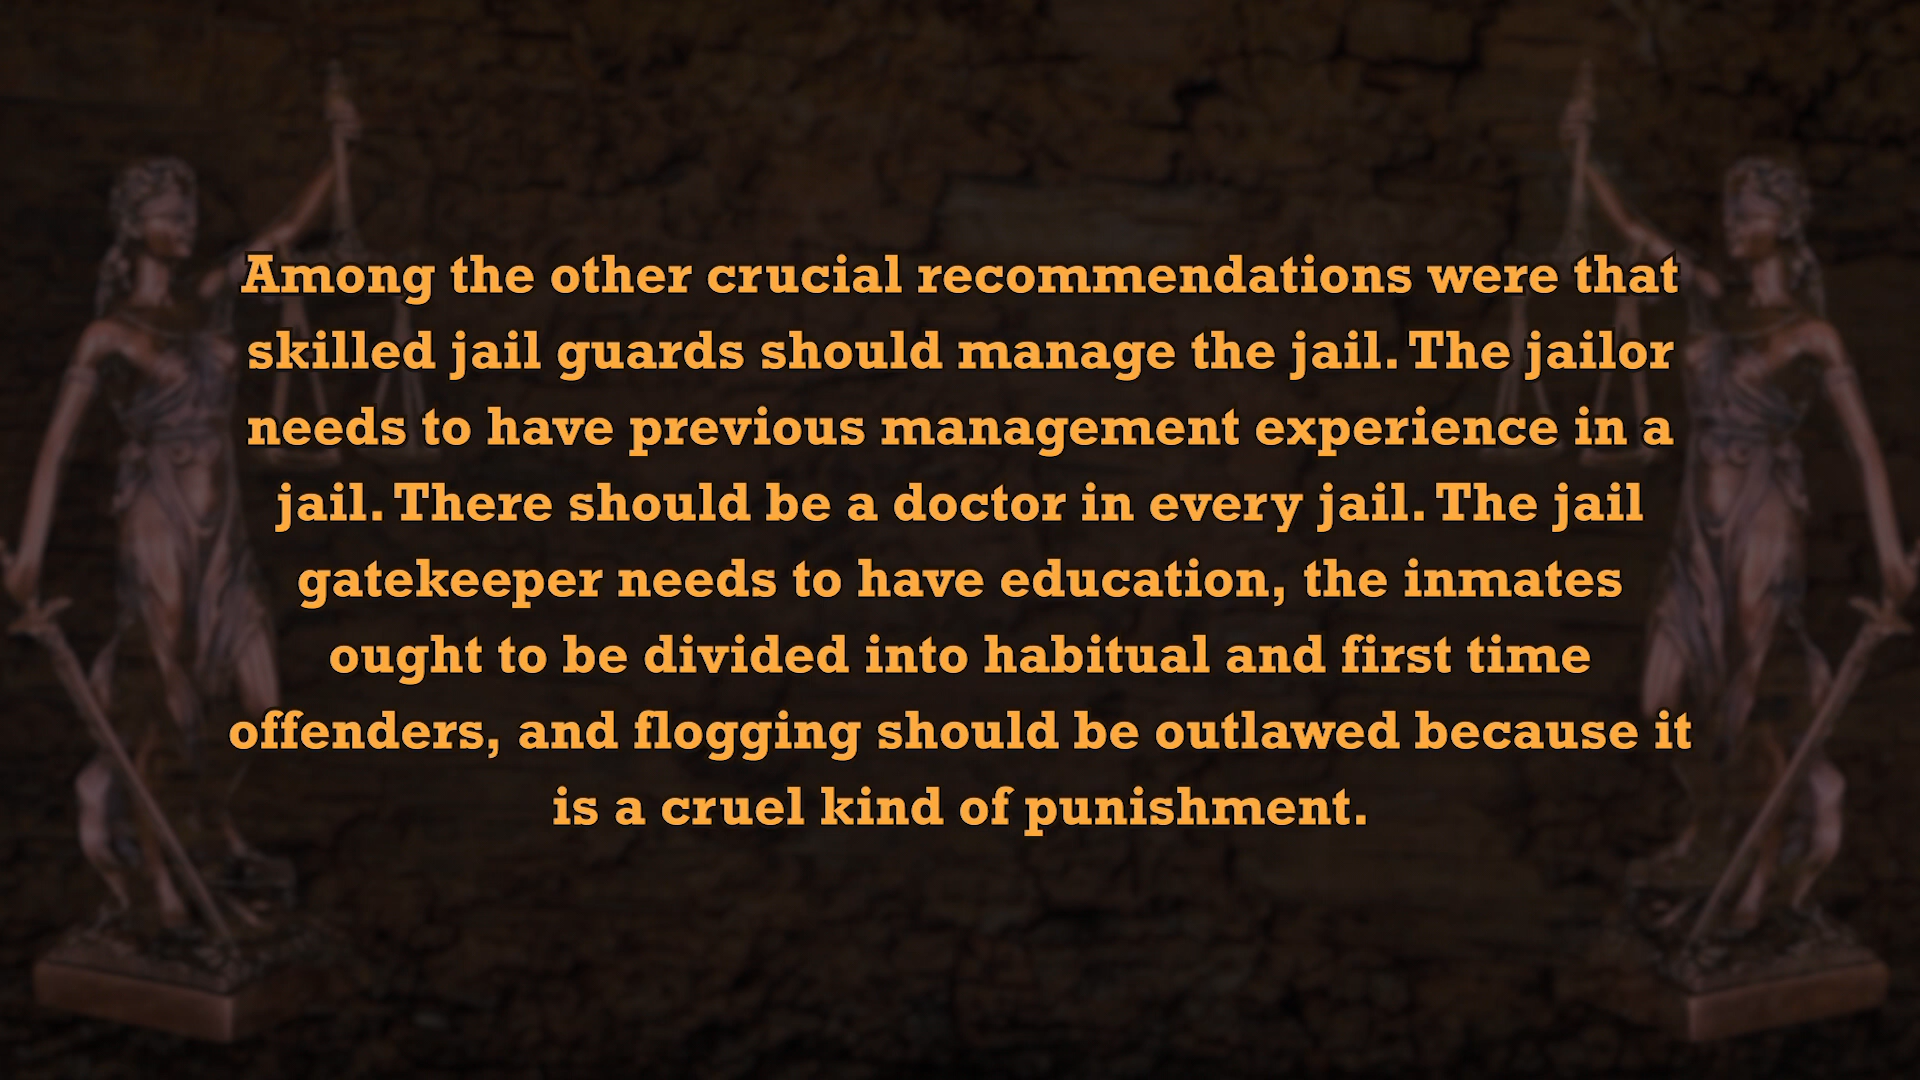 Among the other crucial recommendations were that
skilled jail guards should manage the jail. The jailor
needs to have previous management experience in a
jail. There should be a doctor in every jail. The jail
gatekeeper needs to have education, the inmates
ought to be divided into habitual and first time
offenders, and flogging should be outlawed because it
is a cruel kind of punishment.